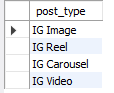 post_type
IG Image
IG Reel
IG Carousel
IG Video